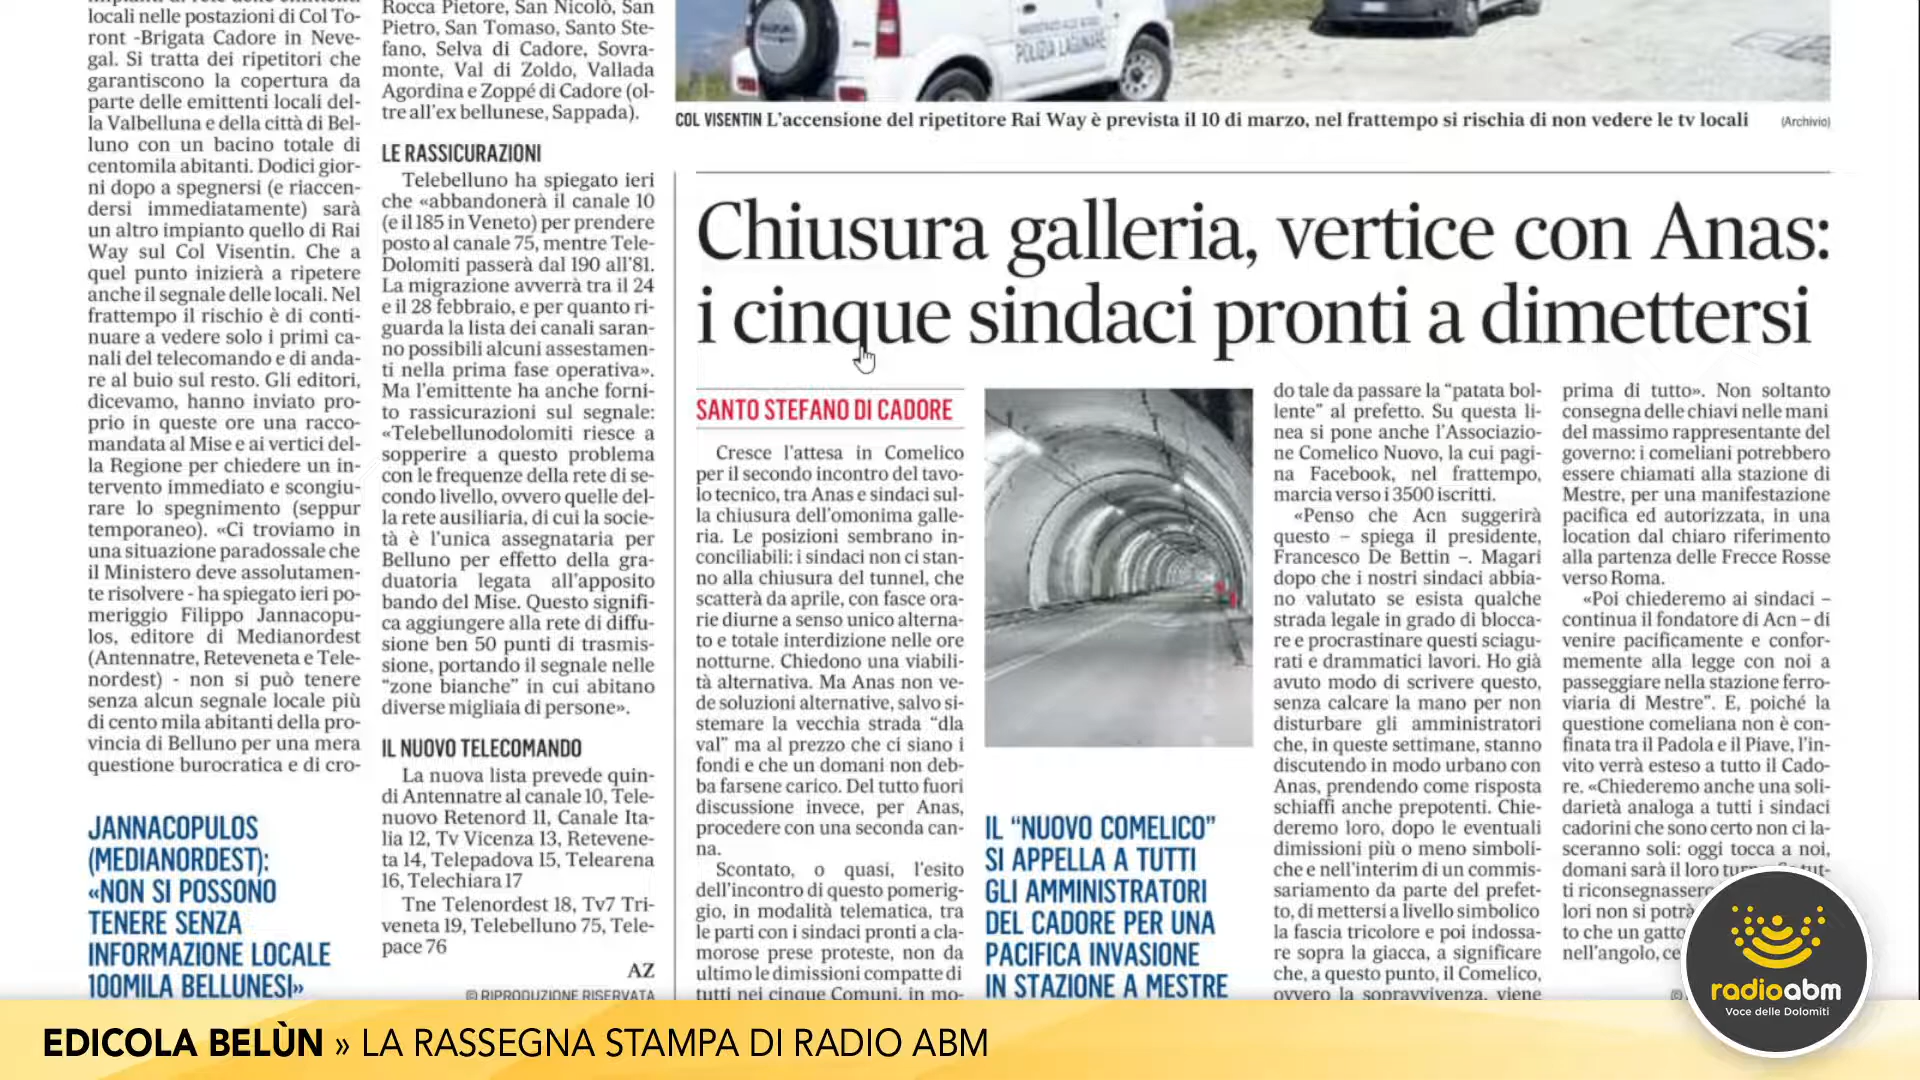 impianti di rete delle emittenti
locali nelle postazioni di Col To-
ront -Brigata Cadore in Neve-
gal. Si tratta dei ripetitori che
garantiscono la copertura da
parte delle emittenti locali del-
la Valbelluna e della città di Bel-
luno con un bacino totale di
centomila abitanti. Dodici gior-
ni dopo a spegnersi (e riaccen-
dersi immediatamente) sarà
un altro impianto quello di Rai
Way sul Col Visentin. Che a
quel punto inizierà a ripetere
anche il segnale delle locali. Nel
frattempo il rischio è di conti-
nuare a vedere solo i primi ca-
nali del telecomando e di anda-
re al buio sul resto. Gli editori,
dicevamo, hanno inviato pro-
prio in queste ore una racco-
mandata al Mise e ai vertici del-
la Regione per chiedere un in-
tervento immediato e scongiu-
rare lo spegnimento (seppur
temporaneo). «Ci troviamo in
una situazione paradossale che
il Ministero deve assolutamen-
te risolvere - ha spiegato ieri po-
meriggio Filippo Jannacopu-
los, editore di Medianordest
(Antennatre, Reteveneta e Tele-
nordest) - non si può tenere
senza alcun segnale locale più
di cento mila abitanti della pro-
vincia di Belluno per una mera
questione burocratica e di cro-
JANNACOPULOS
(MEDIANORDEST):
«NON SI POSSONO
TENERE SENZA
INFORMAZIONE LOCALE
100MILA BELLUNESI»
Rocca Pietore, San Nicolò, San
Pietro, San Tomaso, Santo Ste-
fano, Selva di Cadore, Sovra-
monte, Val di Zoldo, Vallada
Agordina e Zoppé di Cadore (ol-
tre all'ex bellunese, Sappada).
LE RASSICURAZIONI
Telebelluno ha spiegato ieri
che «abbandonerà il canale 10
(e il 185 in Veneto) per prendere
posto al canale 75, mentre Tele-
Dolomiti passerà dal 190 all'81.
La migrazione avverrà tra il 24
e il 28 febbraio, e per quanto ri-
guarda la lista dei canali saran-
no possibili alcuni assestamen-
ti nella prima fase operativa».
Ma l'emittente ha anche forni-
to rassicurazioni sul segnale:
«Telebellunodolomiti riesce a
sopperire a questo problema
con le frequenze della rete di se-
condo livello, ovvero quelle del-
la rete ausiliaria, di cui la socie-
tà è l'unica assegnataria per
Belluno per effetto della gra-
duatoria legata all'apposito
bando del Mise. Questo signifi-
ca aggiungere alla rete di diffu-
sione ben 50 punti di trasmis-
sione, portando il segnale nelle
“zone bianche” in cui abitano
diverse migliaia di persone».
IL NUOVO TELECOMANDO
La nuova lista prevede quin-
di Antennatre al canale 10, Tele-
nuovo Retenord 11, Canale Ita-
lia 12, Tv Vicenza 13, Retevene-
ta 14, Telepadova 15, Telearena
16, Telechiara 17
Tne Telenordest 18, Tv7 Tri-
veneta 19, Telebelluno 75, Tele-
pace 76
AZ
© RIPRODUZIONE RISERVATA
SUZUKI
POLIZIA LAGUNARE
COL VISENTIN L'accensione del ripetitore Rai Way è prevista il 10 di marzo, nel frattempo si rischia di non vedere le tv locali
(Archivio)
Chiusura galleria, vertice con Anas:
i cinque sindaci pronti a dimettersi
SANTO STEFANO DI CADORE
Cresce l'attesa in Comelico
per il secondo incontro del tavo-
lo tecnico, tra Anas e sindaci sul-
la chiusura dell'omonima galle-
ria. Le posizioni sembrano in-
conciliabili: i sindaci non ci stan-
no alla chiusura del tunnel, che
scatterà da aprile, con fasce ora-
rie diurne a senso unico alterna-
to e totale interdizione nelle ore
notturne. Chiedono una viabili-
tà alternativa. Ma Anas non ve-
de soluzioni alternative, salvo si-
stemare la vecchia strada “dla
val” ma al prezzo che ci siano i
fondi e che un domani non deb-
ba farsene carico. Del tutto fuori
discussione invece, per Anas,
procedere con una seconda can-
na.
Scontato, o quasi, l'esito
dell'incontro di questo pomerig-
gio, in modalità telematica, tra
le parti con i sindaci pronti a cla-
morose prese proteste, non da
ultimo le dimissioni compatte di
tutti nei cinque Comuni, in mo-
IL “NUOVO COMELICO”
SI APPELLA A TUTTI
GLI AMMINISTRATORI
DEL CADORE PER UNA
PACIFICA INVASIONE
IN STAZIONE A MESTRE
do tale da passare la “patata bol-
lente” al prefetto. Su questa li-
nea si pone anche l'Associazio-
ne Comelico Nuovo, la cui pagi-
na Facebook, nel frattempo,
marcia verso i 3500 iscritti.
«Penso che Acn suggerirà
questo – spiega il presidente,
Francesco De Bettin –. Magari
dopo che i nostri sindaci abbia-
no valutato se esista qualche
strada legale in grado di blocca-
re e procrastinare questi sciagu-
rati e drammatici lavori. Ho già
avuto modo di scrivere questo,
senza calcare la mano per non
disturbare gli amministratori
che, in queste settimane, stanno
discutendo in modo urbano con
Anas, prendendo come risposta
schiaffi anche prepotenti. Chie-
deremo loro, dopo le eventuali
dimissioni più o meno simboli-
che e nell'interim di un commis-
sariamento da parte del prefet-
to, di mettersi a livello simbolico
la fascia tricolore e poi indossa-
re sopra la giacca, a significare
che, a questo punto, il Comelico,
ovvero la sopravvivenza, viene
prima di tutto». Non soltanto
consegna delle chiavi nelle mani
del massimo rappresentante del
governo: i comeliani potrebbero
essere chiamati alla stazione di
Mestre, per una manifestazione
pacifica ed autorizzata, in una
location dal chiaro riferimento
alla partenza delle Frecce Rosse
verso Roma.
«Poi chiederemo ai sindaci –
continua il fondatore di Acn – di
venire pacificamente e confor-
memente alla legge con noi a
passeggiare nella stazione ferro-
viaria di Mestre”. E, poiché la
questione comeliana non è con-
finata tra il Padola e il Piave, l'in-
vito verrà esteso a tutto il Cado-
re. «Chiederemo anche una soli-
darietà analoga a tutti i sindaci
cadorini che sono certo non ci la-
sceranno soli: oggi tocca a noi,
domani sarà il loro
ti riconsegnassero
lori non si potrà
to che un gatto
nell'angolo,
radioabm
Voce delle Dolomiti
EDICOLA BELÙN » LA RASSEGNA STAMPA DI RADIO ABM